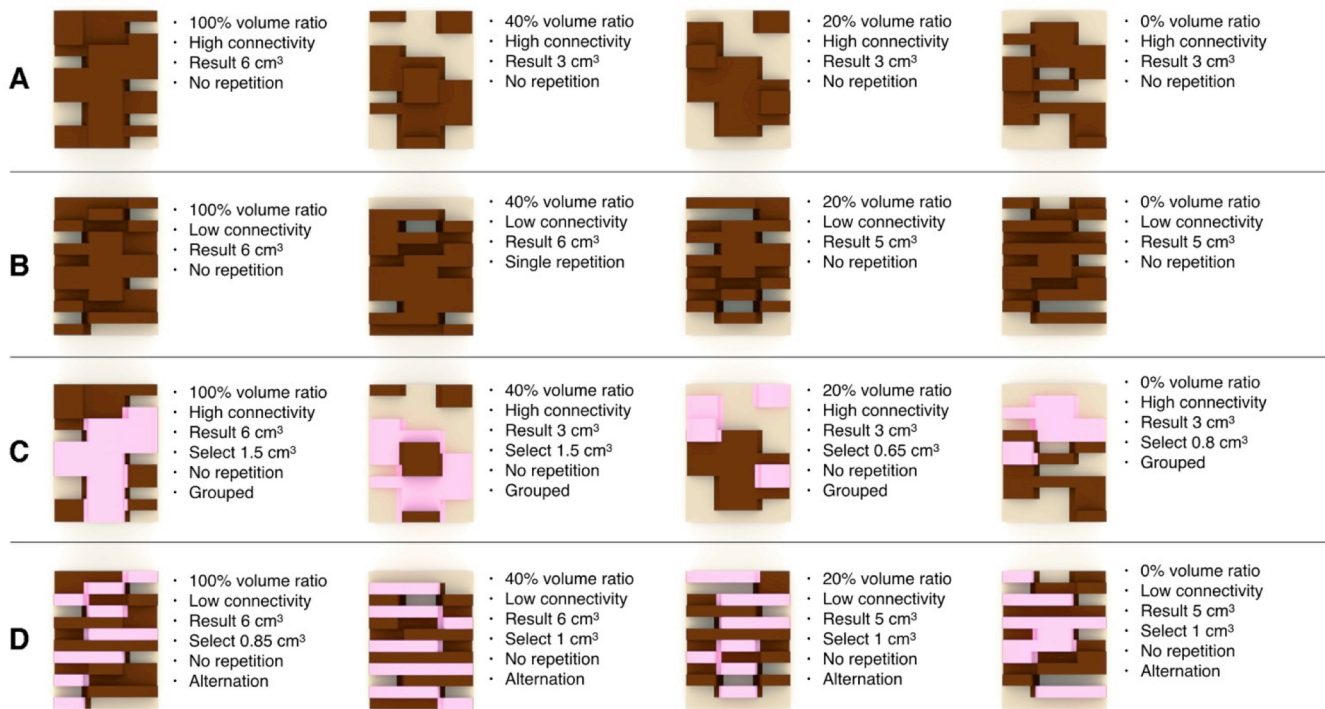 A
· 100% volume ratio
· High connectivity
· Result 6 cm³
· No repetition
· 40% volume ratio
· High connectivity
· Result 3 cm³
· No repetition
· 20% volume ratio
· High connectivity
· Result 3 cm³
· No repetition
· 0% volume ratio
· High connectivity
· Result 3 cm³
· No repetition
B
· 100% volume ratio
· Low connectivity
· Result 6 cm³
· No repetition
· 40% volume ratio
· Low connectivity
· Result 6 cm³
· Single repetition
· 20% volume ratio
· Low connectivity
· Result 5 cm³
· No repetition
· 0% volume ratio
· Low connectivity
· Result 5 cm³
· No repetition
C
· 100% volume ratio
· High connectivity
· Result 6 cm³
· Select 1.5 cm³
· No repetition
· Grouped
· 40% volume ratio
· High connectivity
· Result 3 cm³
· Select 1.5 cm³
· No repetition
· Grouped
· 20% volume ratio
· High connectivity
· Result 3 cm³
· Select 0.65 cm³
· No repetition
· Grouped
· 0% volume ratio
· High connectivity
· Result 3 cm³
· Select 0.8 cm³
· Grouped
D
· 100% volume ratio
· Low connectivity
· Result 6 cm³
· Select 0.85 cm³
· No repetition
· Alternation
· 40% volume ratio
· Low connectivity
· Result 6 cm³
· Select 1 cm³
· No repetition
· Alternation
· 20% volume ratio
· Low connectivity
· Result 5 cm³
· Select 1 cm³
· No repetition
· Alternation
· 0% volume ratio
· Low connectivity
· Result 5 cm³
· Select 1 cm³
· No repetition
· Alternation